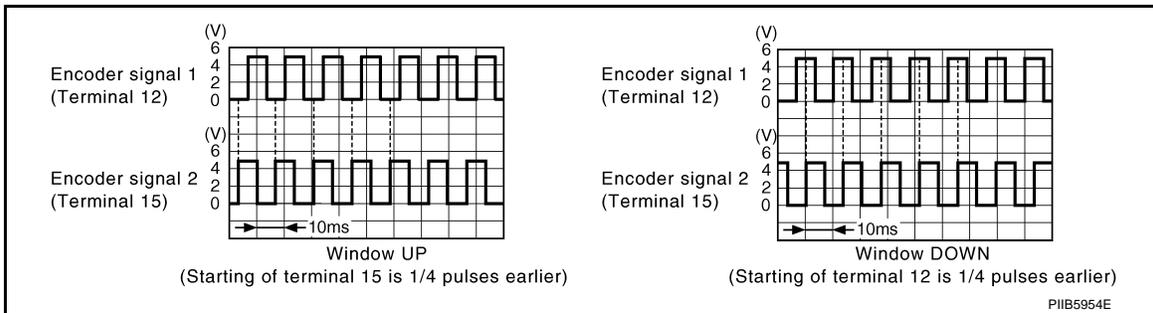 (V)
6
4
2
0
Encoder signal 1
(Terminal 12)
(V)
6
4
2
0
Encoder signal 2
(Terminal 15)
10ms
Window UP
(Starting of terminal 15 is 1/4 pulses earlier)
(V)
6
4
2
0
Encoder signal 1
(Terminal 12)
(V)
6
4
2
0
Encoder signal 2
(Terminal 15)
10ms
Window DOWN
(Starting of terminal 12 is 1/4 pulses earlier)
PIIB5954E